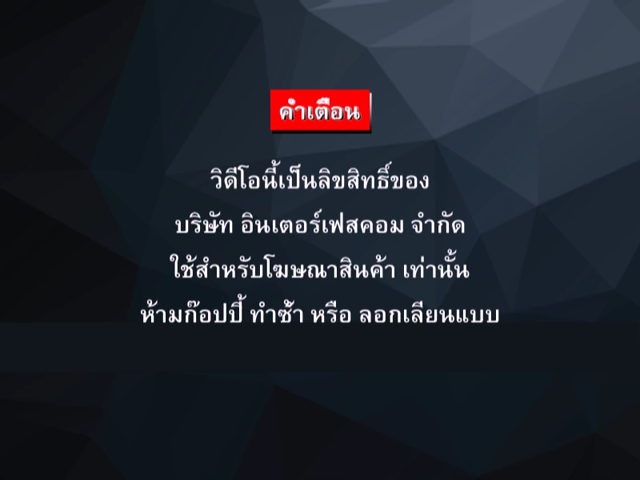 คำเตือน
วิดีโอนี้เป็นลิขสิทธิ์ของ
บริษัท อินเตอร์เฟสคอม จำกัด
ใช้สำหรับโฆษณาสินค้า เท่านั้น
ห้ามก๊อปปี้ ทำซ้ำ หรือ ลอกเลียนแบบ